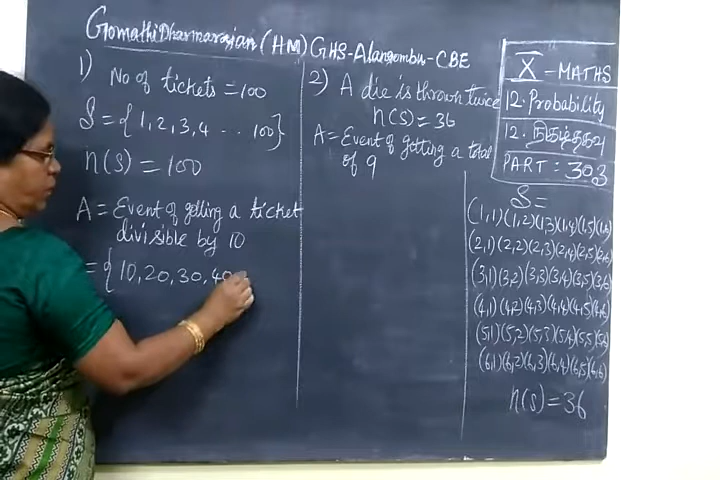 Gomathi Dharmarajan (HM) GHS-Alangombu-CBE
1) No of tickets = 100
S = {1, 2, 3, 4 .. 100}
n(s) = 100
A = Event of getting a ticket
divisible by 10
= {10, 20, 30, 40
2) A die is thrown twice
n(s) = 36
A = Event of getting a total
of 9
X - MATHS
12. Probability
12. நிகழ்தகவு
PART : 303
S =
(1,1)(1,2)(1,3)(1,4)(1,5)(1,6)
(2,1)(2,2)(2,3)(2,4)(2,5)(2,6)
(3,1)(3,2)(3,3)(3,4)(3,5)(3,6)
(4,1)(4,2)(4,3)(4,4)(4,5)(4,6)
(5,1)(5,2)(5,3)(5,4)(5,5)(5,6)
(6,1)(6,2)(6,3)(6,4)(6,5)(6,6)
n(s) = 36